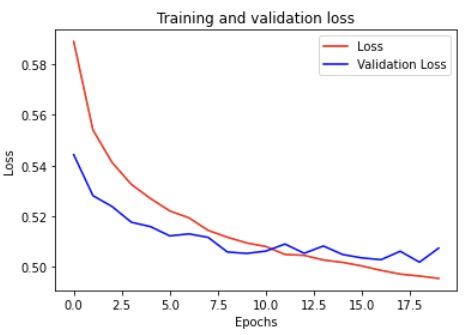 Training and validation loss
Loss
Validation Loss
0.58
0.56
0.54
0.52
0.50
Loss
0.0 2.5 5.0 7.5 10.0 12.5 15.0 17.5
Epochs